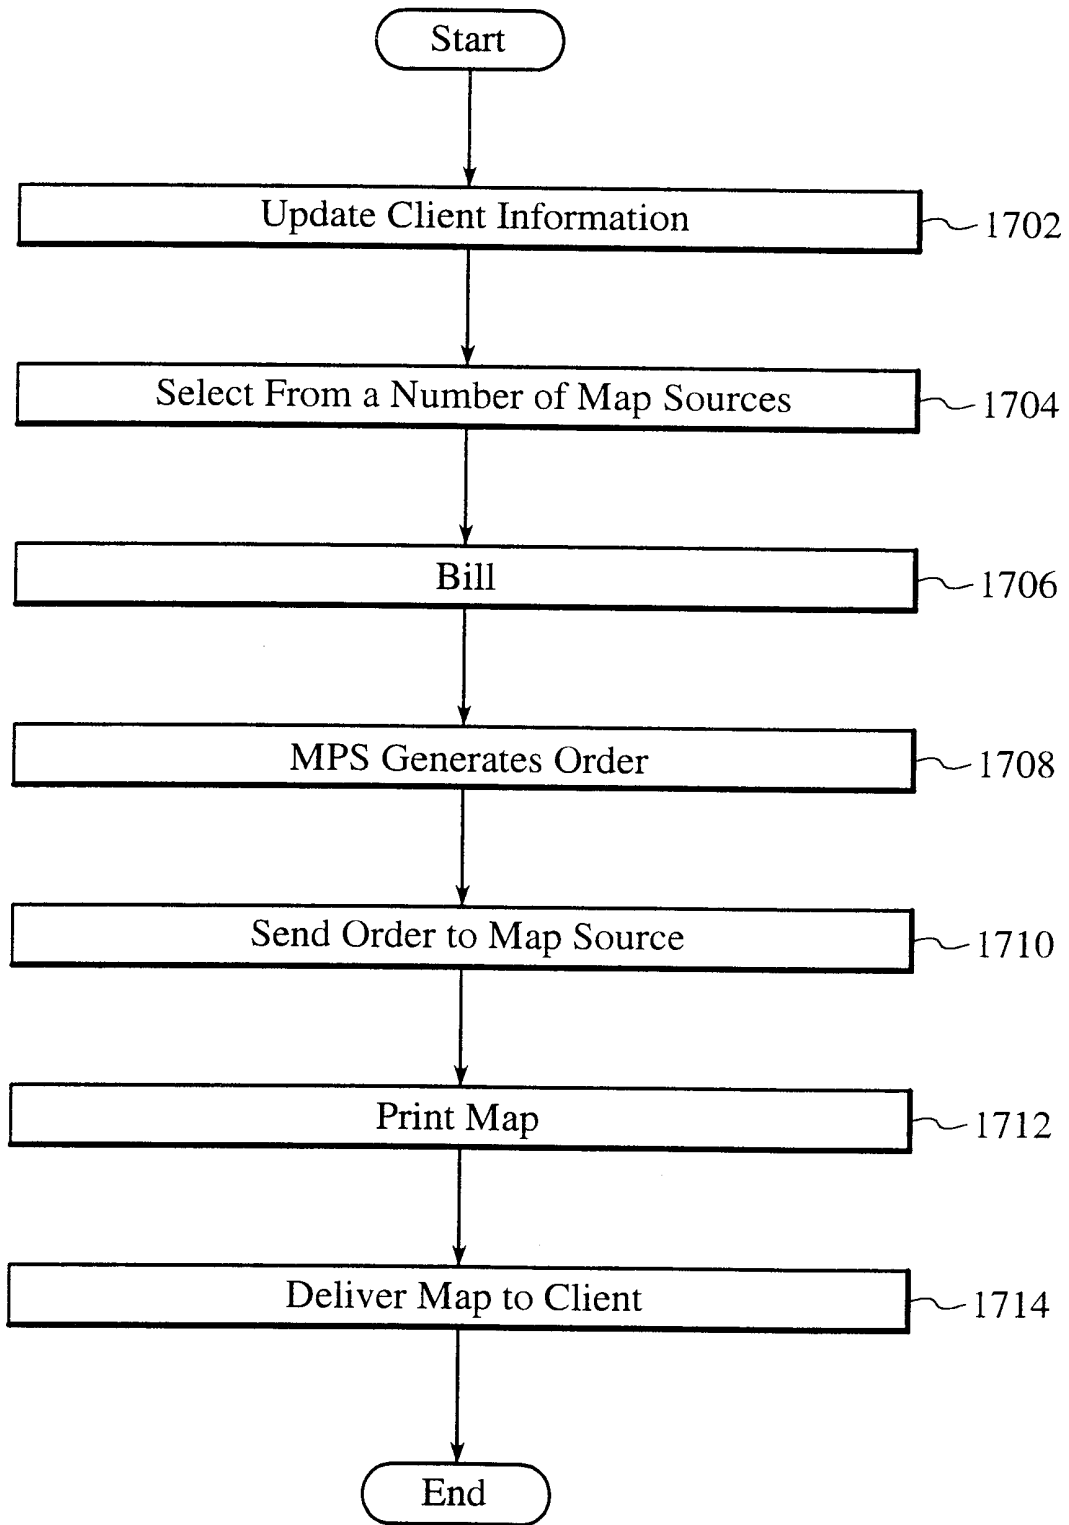 Start
Update Client Information
1702
Select From a Number of Map Sources
1704
Bill
1706
MPS Generates Order
1708
Send Order to Map Source
1710
Print Map
1712
Deliver Map to Client
1714
End